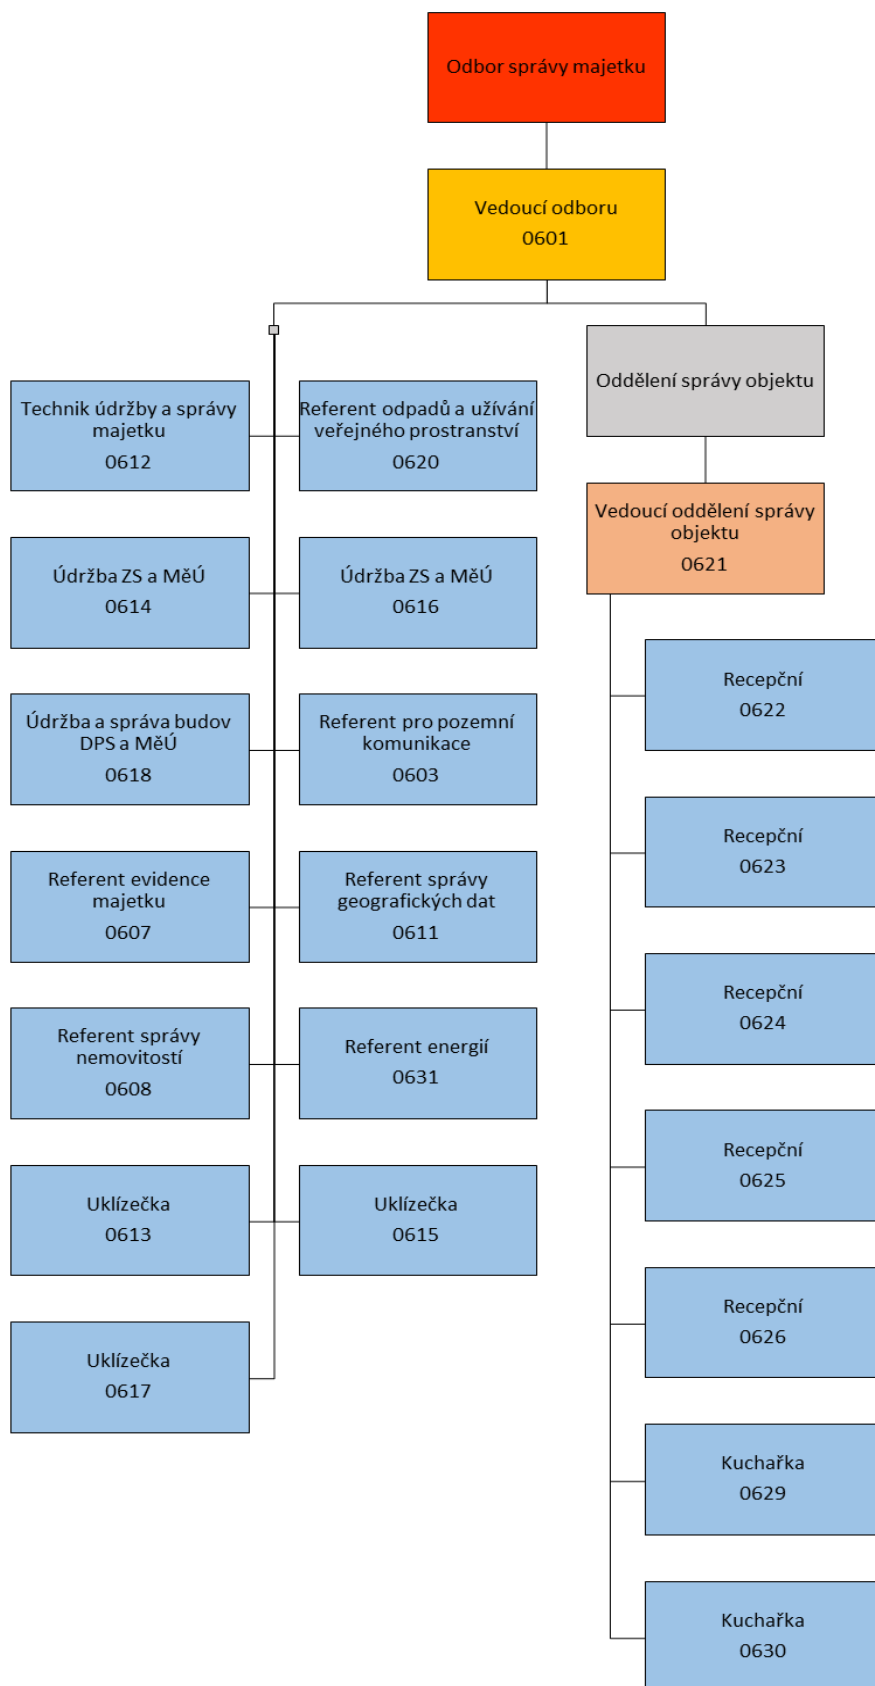 Odbor správy majetku
Vedoucí odboru
0601
Technik údržby a správy
majetku
0612
Referent odpadů a užívání
veřejného prostranství
0620
Údržba ZS a MěÚ
0614
Údržba ZS a MěÚ
0616
Údržba a správa budov
DPS a MěÚ
0618
Referent pro pozemní
komunikace
0603
Referent evidence
majetku
0607
Referent správy
geografických dat
0611
Referent správy
nemovitostí
0608
Referent energií
0631
Uklízečka
0613
Uklízečka
0615
Uklízečka
0617
Oddělení správy objektu
Vedoucí oddělení správy
objektu
0621
Recepční
0622
Recepční
0623
Recepční
0624
Recepční
0625
Recepční
0626
Kuchařka
0629
Kuchařka
0630